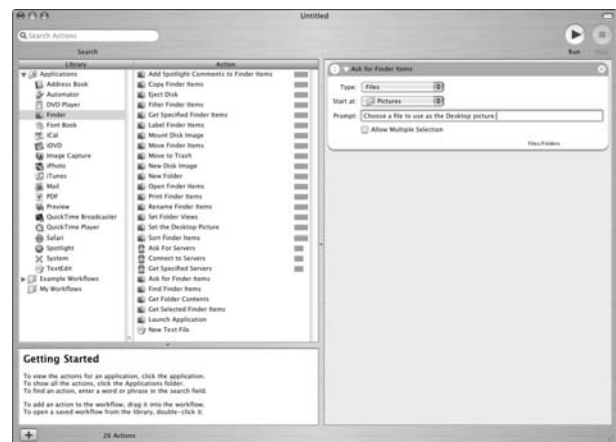 Untitled
Search Actions
Search
Run
Library
Action
Applications
Address Book
Automator
DVD Player
Finder
Font Book
iCal
iDVD
Image Capture
iPhoto
iTunes
Mail
PDF
Preview
QuickTime Broadcaster
QuickTime Player
Safari
Spotlight
System
TextEdit
Example Workflows
My Workflows
Add Spotlight Comments to Finder Items
Copy Finder Items
Eject Disk
Filter Finder Items
Get Specified Finder Items
Label Finder Items
Mount Disk Image
Move Finder Items
Move to Trash
New Disk Image
New Folder
Open Finder Items
Print Finder Items
Rename Finder Items
Set Folder Views
Set the Desktop Picture
Sort Finder Items
Ask For Servers
Connect to Servers
Get Specified Servers
Ask for Finder Items
Find Finder Items
Get Folder Contents
Get Selected Finder Items
Launch Application
New Text File
Ask for Finder Items
Type: Files
Start at: Pictures
Prompt Choose a file to use as the Desktop picture:
Allow Multiple Selection
Files/Folders
Getting Started
To view the actions for an application, click the application.
To show all the actions, click the Applications folder.
To find an action, enter a word or phrase in the search field.
To add an action to the workflow, drag it into the workflow.
To open a saved workflow from the library, double-click it.
26 Actions